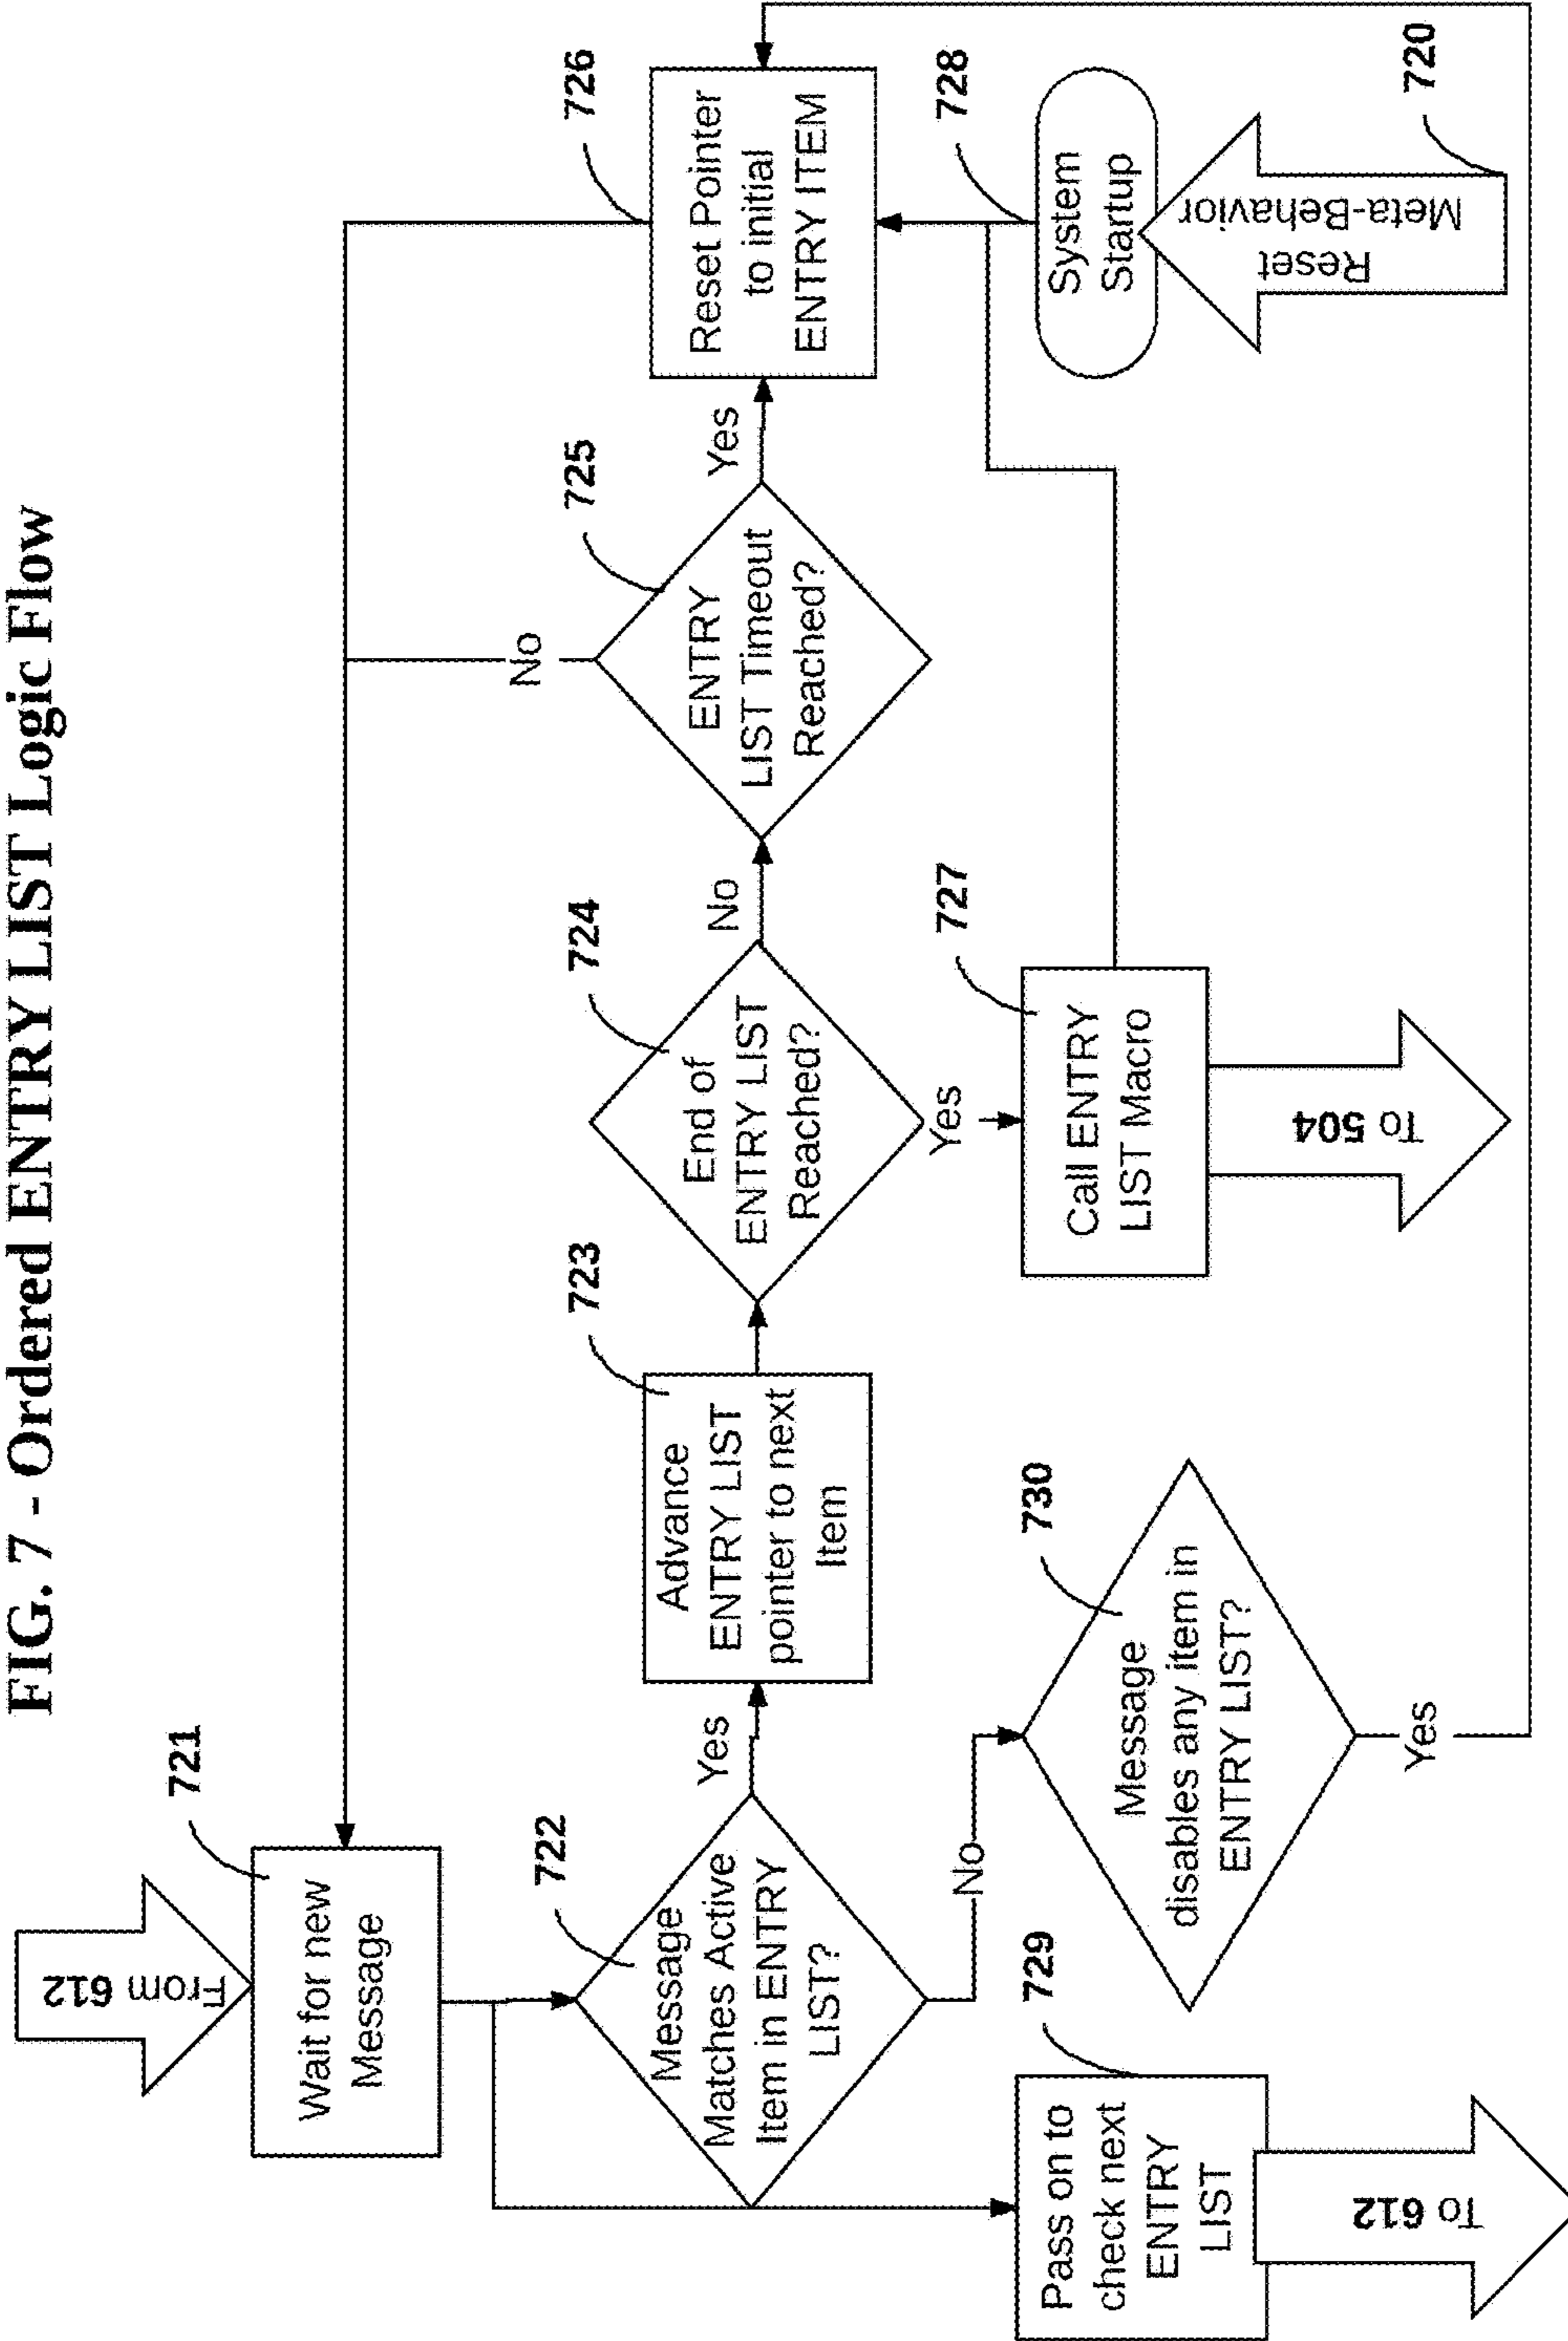 FIG. 7 - Ordered ENTRY LIST Logic Flow
From 612
721
Wait for new
Message
722
Message
Matches Active
Item in ENTRY
LIST?
Yes
No
723
Advance
ENTRY LIST
pointer to next
Item
724
End of
ENTRY LIST
Reached?
No
Yes
725
ENTRY
LIST Timeout
Reached?
No
Yes
726
Reset Pointer
to initial
ENTRY ITEM
727
Call ENTRY
LIST Macro
To 504
728
System
Startup
Reset
Meta-Behavior
720
729
Pass on to
check next
ENTRY
LIST
To 612
730
Message
disables any item in
ENTRY LIST?
Yes